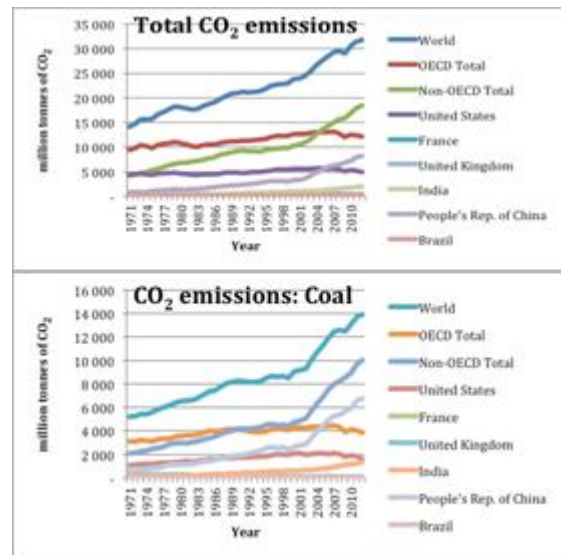 Total CO₂ emissions
million tonnes of CO₂
35 000
30 000
25 000
20 000
15 000
10 000
5 000
-
1971
1974
1977
1980
1983
1986
1989
1992
1995
1998
2001
2004
2007
2010
Year
World
OECD Total
Non-OECD Total
United States
France
United Kingdom
India
People's Rep. of China
Brazil
CO₂ emissions: Coal
million tonnes of CO₂
16 000
14 000
12 000
10 000
8 000
6 000
4 000
2 000
-
1971
1974
1977
1980
1983
1986
1989
1992
1995
1998
2001
2004
2007
2010
Year
World
OECD Total
Non-OECD Total
United States
France
United Kingdom
India
People's Rep. of China
Brazil